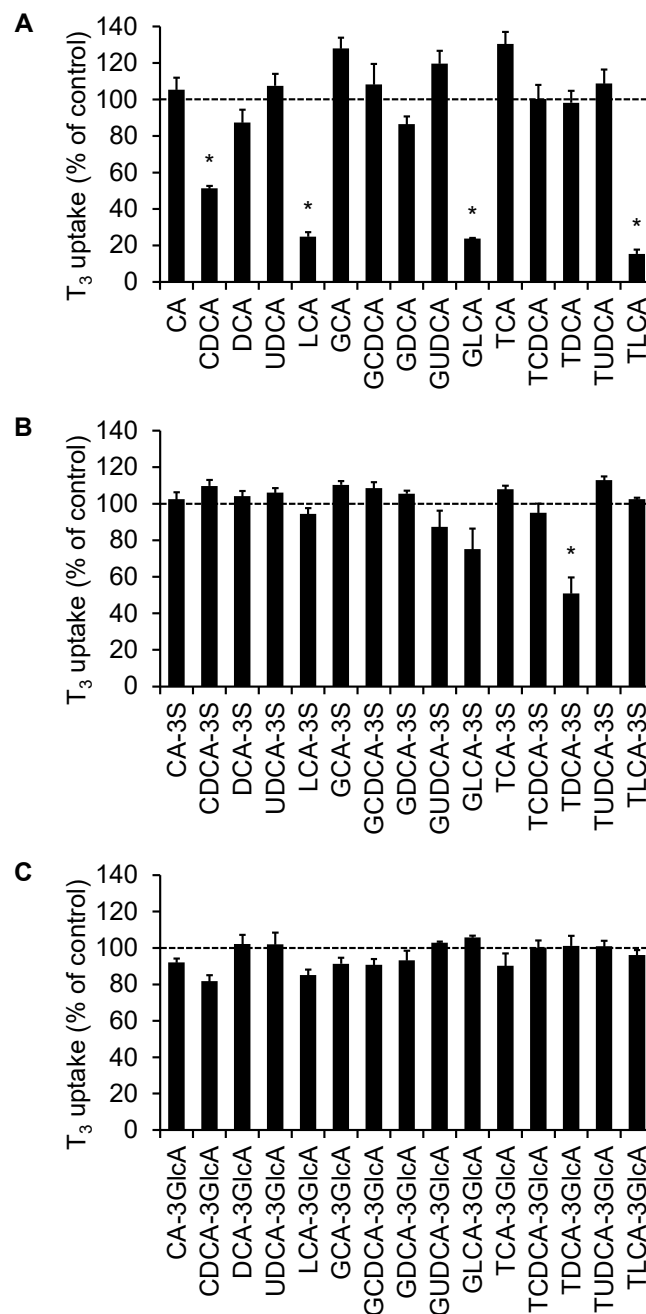 A
T3 uptake (% of control)
140
120
100
80
60
40
20
0
*
*
*
*
CA
CDCA
DCA
UDCA
LCA
GCA
GCDCA
GDCA
GUDCA
GLCA
TCA
TCDCA
TDCA
TUDCA
TLCA
B
T3 uptake (% of control)
140
120
100
80
60
40
20
0
*
CA-3S
CDCA-3S
DCA-3S
UDCA-3S
LCA-3S
GCA-3S
GCDCA-3S
GDCA-3S
GUDCA-3S
GLCA-3S
TCA-3S
TCDCA-3S
TDCA-3S
TUDCA-3S
TLCA-3S
C
T3 uptake (% of control)
140
120
100
80
60
40
20
0
CA-3GlcA
CDCA-3GlcA
DCA-3GlcA
UDCA-3GlcA
LCA-3GlcA
GCA-3GlcA
GCDCA-3GlcA
GDCA-3GlcA
GUDCA-3GlcA
GLCA-3GlcA
TCA-3GlcA
TCDCA-3GlcA
TDCA-3GlcA
TUDCA-3GlcA
TLCA-3GlcA